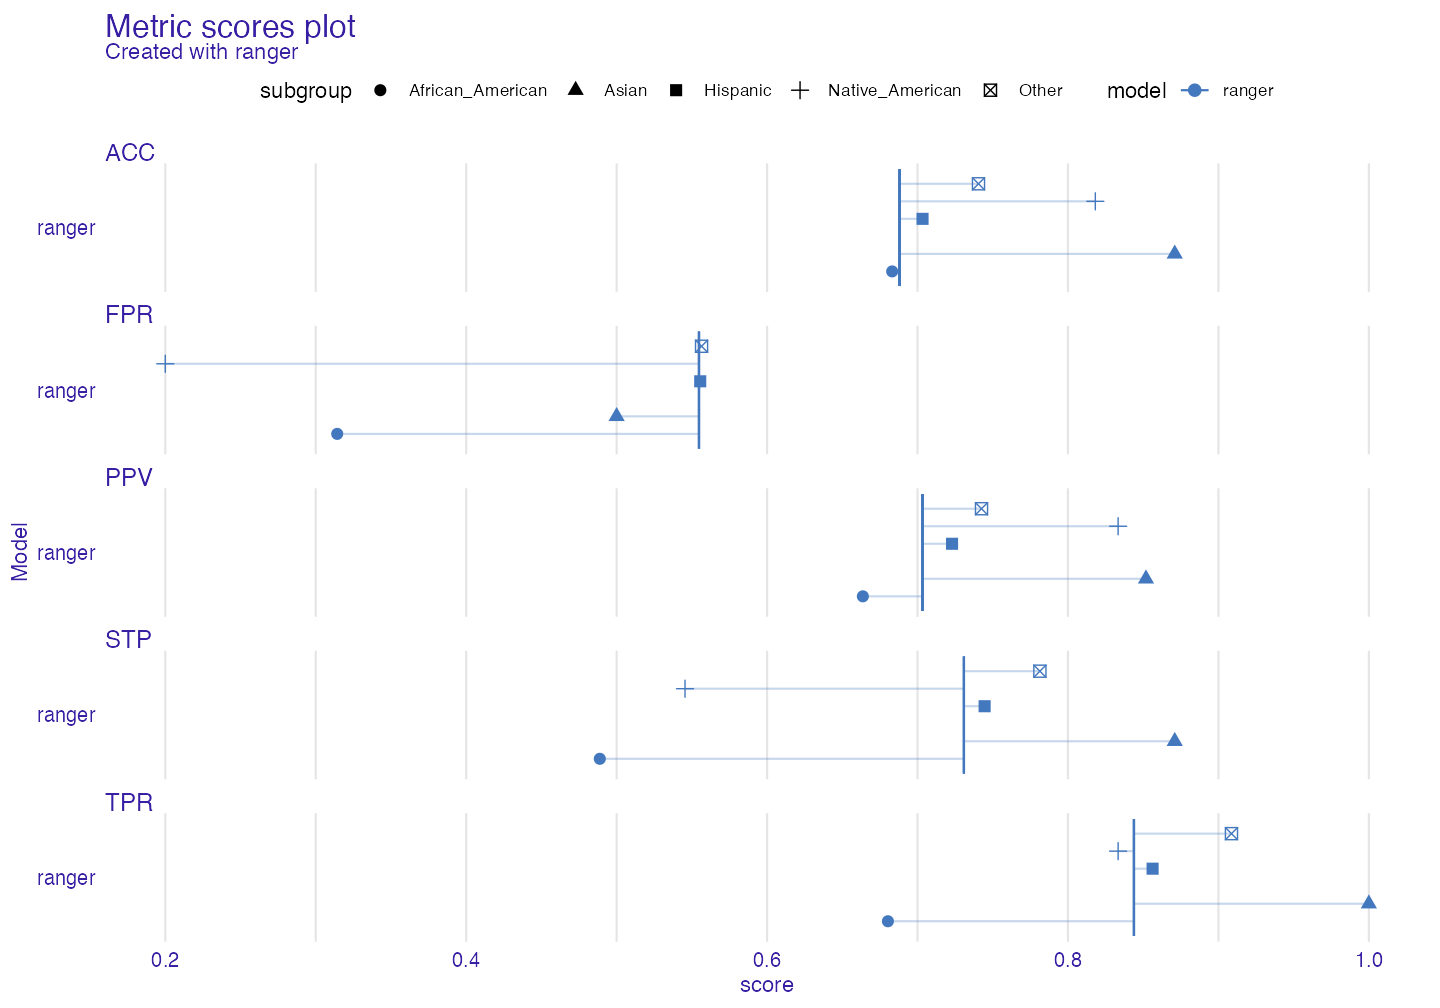 Metric scores plot
Created with ranger
subgroup African_American Asian Hispanic Native_American Other model ranger
ACC
ranger
FPR
ranger
PPV
ranger
Model
STP
ranger
TPR
ranger
0.2 0.4 0.6 0.8 1.0
score